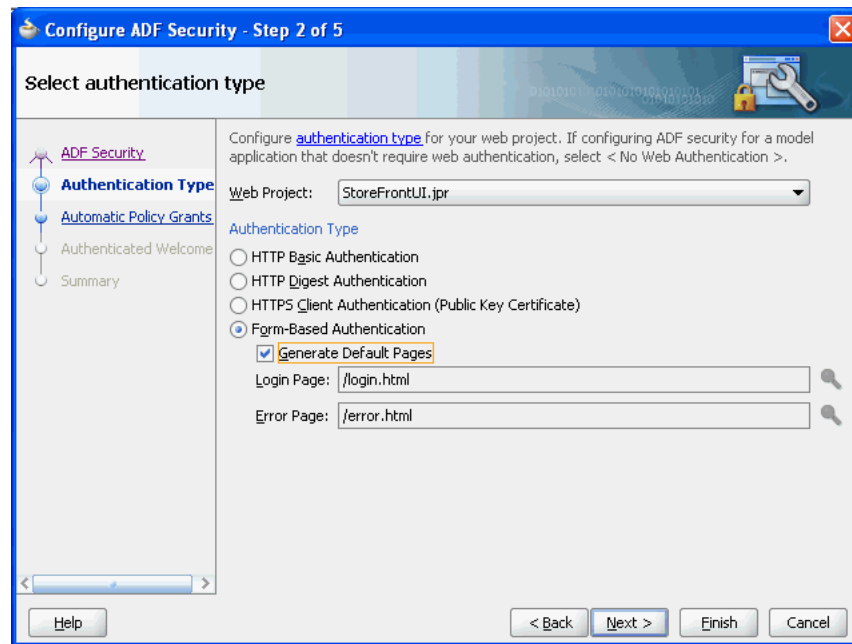 Configure ADF Security - Step 2 of 5
Select authentication type
ADF Security
Authentication Type
Automatic Policy Grants
Authenticated Welcome
Summary
Configure authentication type for your web project. If configuring ADF security for a model
application that doesn't require web authentication, select < No Web Authentication >.
Web Project: StoreFrontUI.jpr
Authentication Type
HTTP Basic Authentication
HTTP Digest Authentication
HTTPS Client Authentication (Public Key Certificate)
Form-Based Authentication
Generate Default Pages
Login Page: /login.html
Error Page: /error.html
Help
< Back
Next >
Finish
Cancel